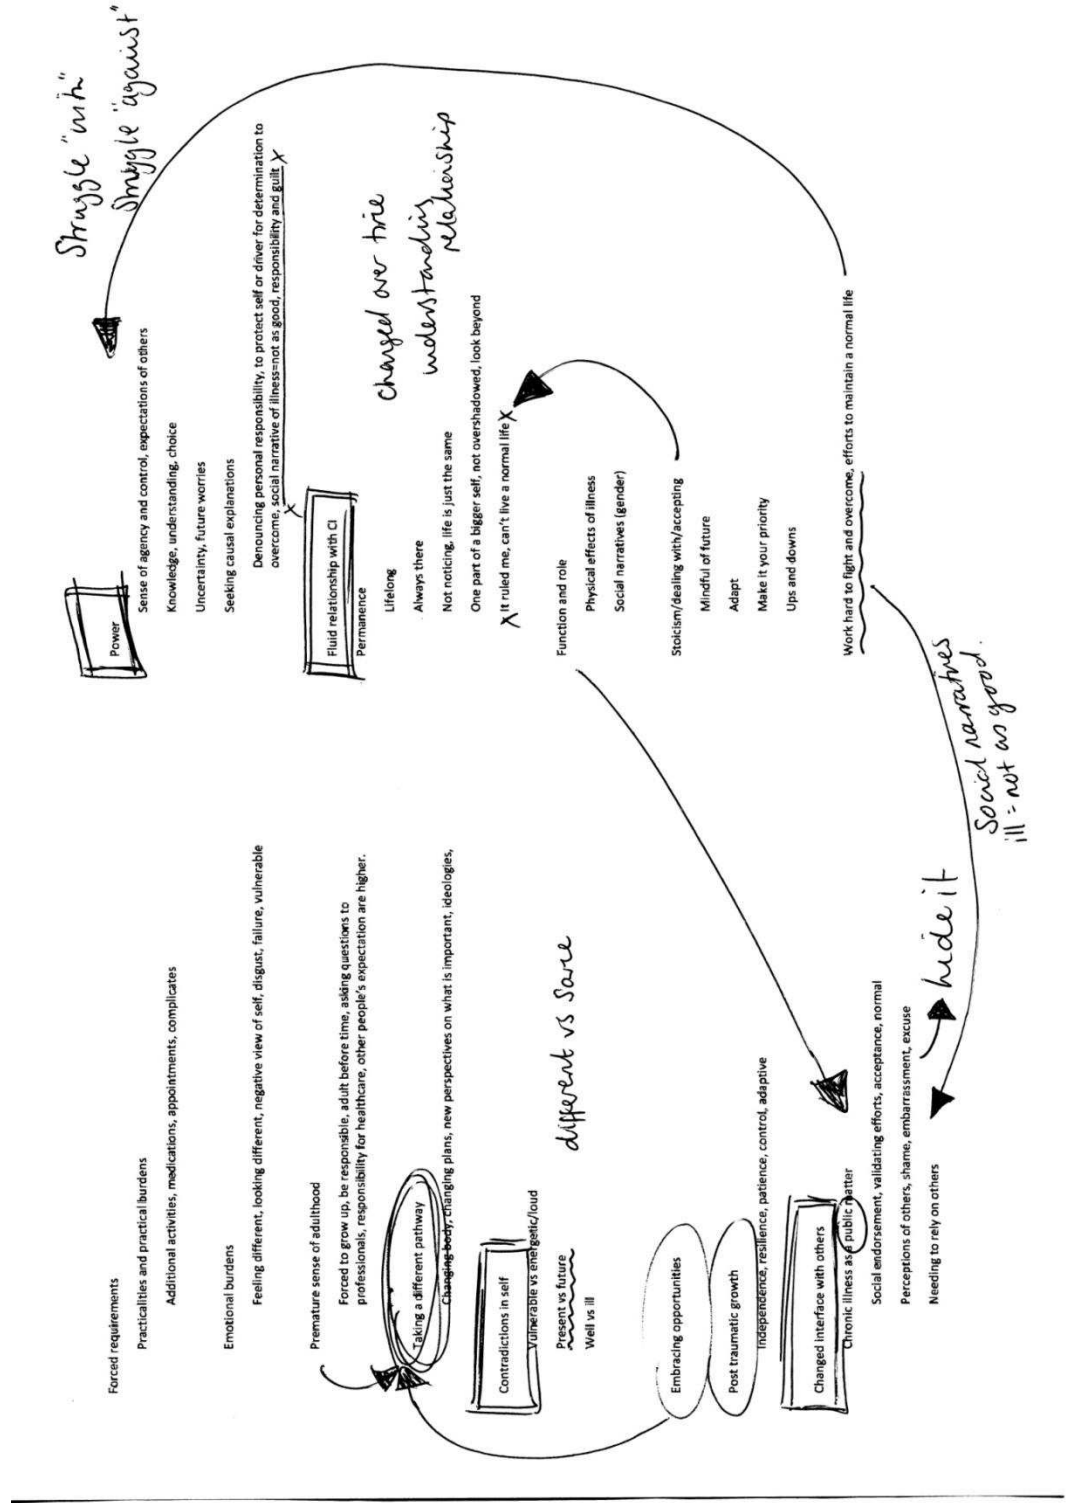 Forced requirements
Practicalities and practical burdens
Additional activities, medications, appointments, complicates
Emotional burdens
Feeling different, looking different, negative view of self, disgust, failure, vulnerable
Premature sense of adulthood
Forced to grow up, be responsible, adult before time, asking questions to
professionals, responsibility for healthcare, other people's expectation are higher.
Taking a different pathway
Changing body, changing plans, new perspectives on what is important, ideologies,
Contradictions in self
Vulnerable vs energetic/loud
Present vs future
Well vs ill
different vs same
Embracing opportunities
Post traumatic growth
Independence, resilience, patience, control, adaptive
Changed interface with others
Chronic illness as a public matter
Social endorsement, validating efforts, acceptance, normal
Perceptions of others, shame, embarrassment, excuse
hide it
Needing to rely on others
Struggle "with"
Struggle "against"
Power
Sense of agency and control, expectations of others
Knowledge, understanding, choice
Uncertainty, future worries
Seeking causal explanations
Denouncing personal responsibility, to protect self or driver for determination to
overcome, social narrative of illness=not as good, responsibility and guilt X
X
Fluid relationship with CI
Permanence
Lifelong
Always there
Not noticing, life is just the same
One part of a bigger self, not overshadowed, look beyond
X It ruled me, can't live a normal life X
changed over time
understanding
relationship
Function and role
Physical effects of illness
Social narratives (gender)
Stoicism/dealing with/accepting
Mindful of future
Adapt
Make it your priority
Ups and downs
Work hard to fight and overcome, efforts to maintain a normal life
Social narratives
ill = not as good.